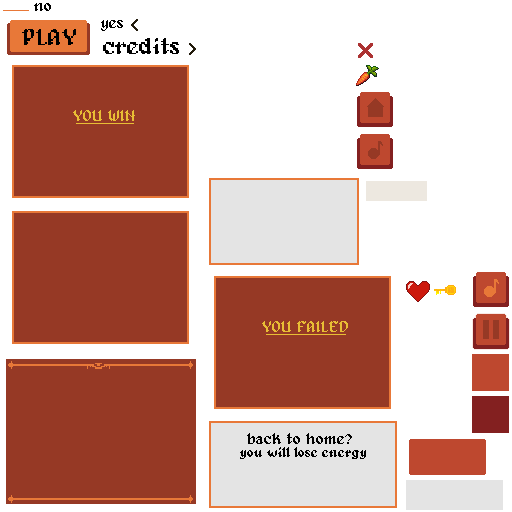 no
PLAY
yes <
credits >
YOU WIN
YOU FAILED
back to home?
you will lose energy